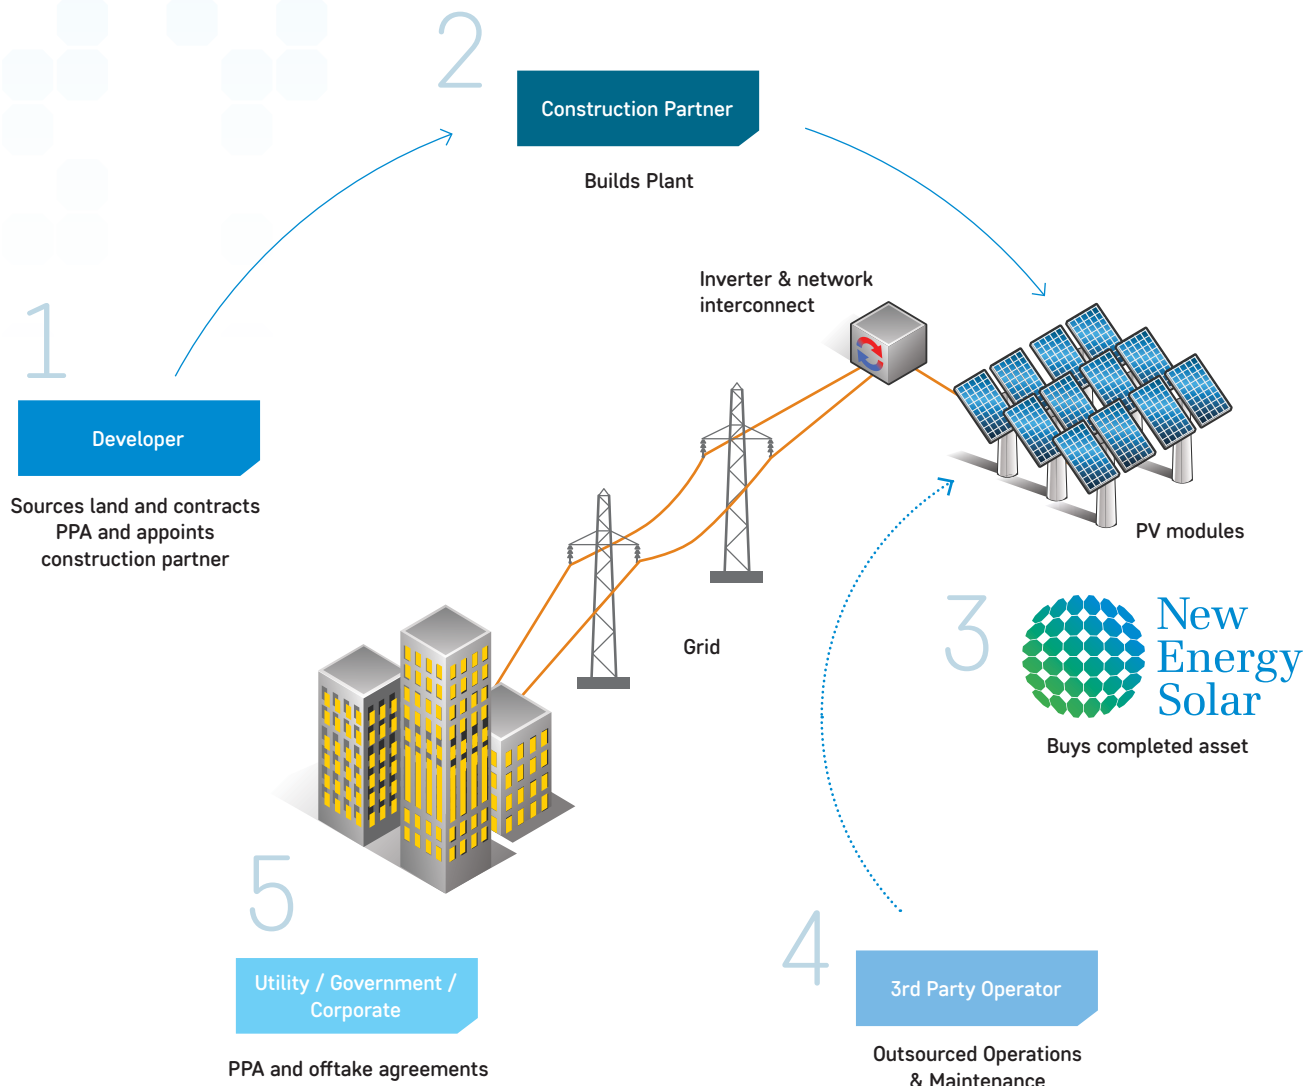 1
Developer
Sources land and contracts
PPA and appoints
construction partner
2
Construction Partner
Builds Plant
Inverter & network
interconnect
PV modules
Grid
3
New
Energy
Solar
Buys completed asset
4
3rd Party Operator
Outsourced Operations
& Maintenance
5
Utility / Government /
Corporate
PPA and offtake agreements